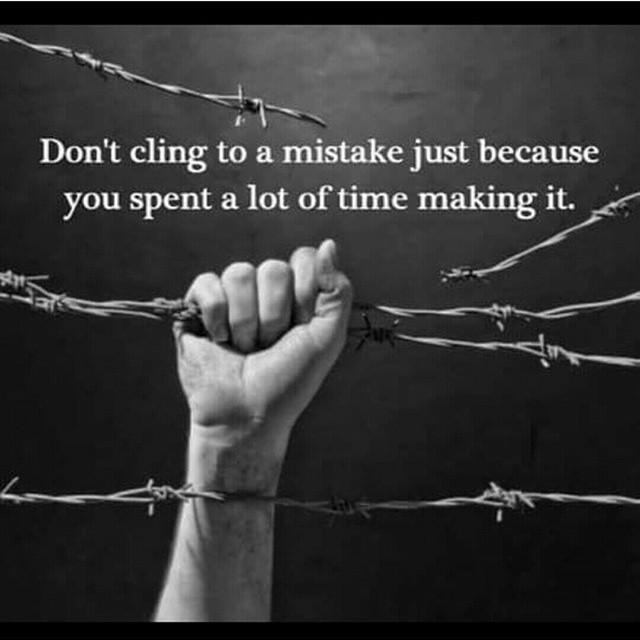 Don't cling to a mistake just because
you spent a lot of time making it.